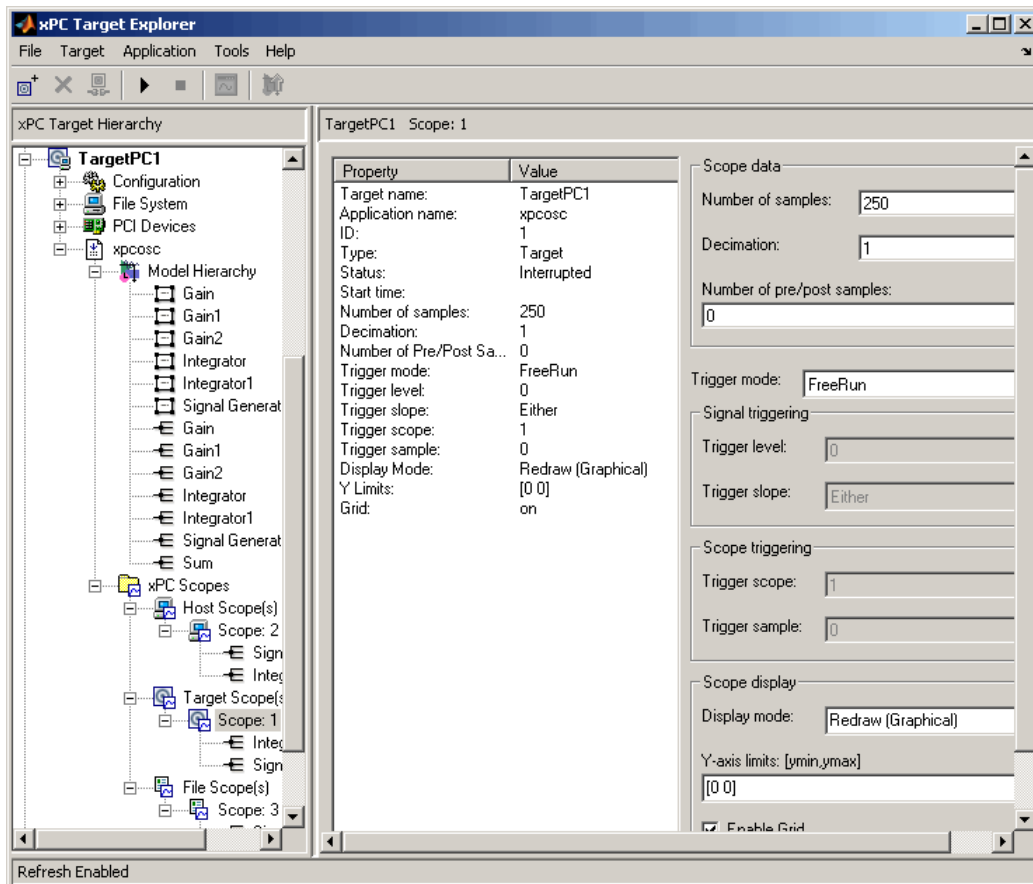 xPC Target Explorer
File Target Application Tools Help
xPC Target Hierarchy
TargetPC1
Configuration
File System
PCI Devices
xpcosc
Model Hierarchy
Gain
Gain1
Gain2
Integrator
Integrator1
Signal Generat
Gain
Gain1
Gain2
Integrator
Integrator1
Signal Generat
Sum
xPC Scopes
Host Scope(s)
Scope: 2
Sign
Integ
Target Scope(s
Scope: 1
Integ
Sign
File Scope(s)
Scope: 3
TargetPC1 Scope: 1
Property Value
Target name: TargetPC1
Application name: xpcosc
ID: 1
Type: Target
Status: Interrupted
Start time:
Number of samples: 250
Decimation: 1
Number of Pre/Post Sa... 0
Trigger mode: FreeRun
Trigger level: 0
Trigger slope: Either
Trigger scope: 1
Trigger sample: 0
Display Mode: Redraw (Graphical)
Y Limits: [0 0]
Grid: on
Scope data
Number of samples: 250
Decimation: 1
Number of pre/post samples:
0
Trigger mode: FreeRun
Signal triggering
Trigger level: 0
Trigger slope: Either
Scope triggering
Trigger scope: 1
Trigger sample: 0
Scope display
Display mode: Redraw (Graphical)
Y-axis limits: [ymin,ymax]
[0 0]
Enable Grid
Refresh Enabled